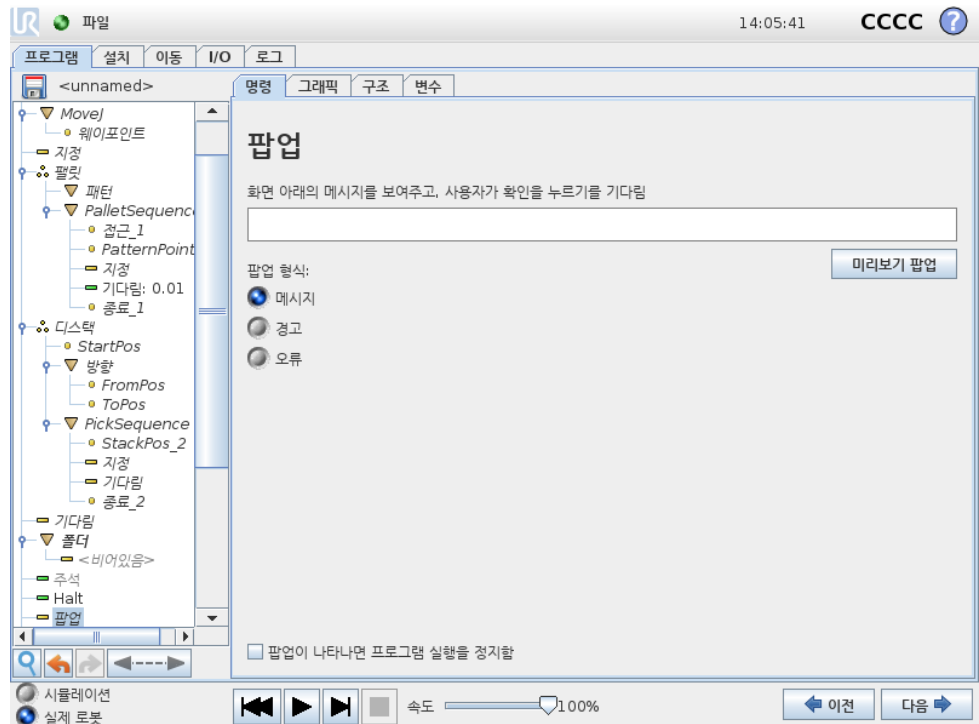 UR 파일 14:05:41 CCCC ?
프로그램 설치 이동 I/O 로그
<unnamed>
명령 그래픽 구조 변수
MoveJ
웨이포인트
지정
팔릿
패턴
PalletSequenc
접근_1
PatternPoint
지정
기다림: 0.01
종료_1
디스택
StartPos
방향
FromPos
ToPos
PickSequence
StackPos_2
지정
기다림
종료_2
기다림
폴더
<비어있음>
주석
Halt
팝업
팝업
화면 아래의 메시지를 보여주고, 사용자가 확인을 누르기를 기다림
미리보기 팝업
팝업 형식:
메시지
경고
오류
팝업이 나타나면 프로그램 실행을 정지함
시뮬레이션
실제 로봇
속도 100%
이전 다음